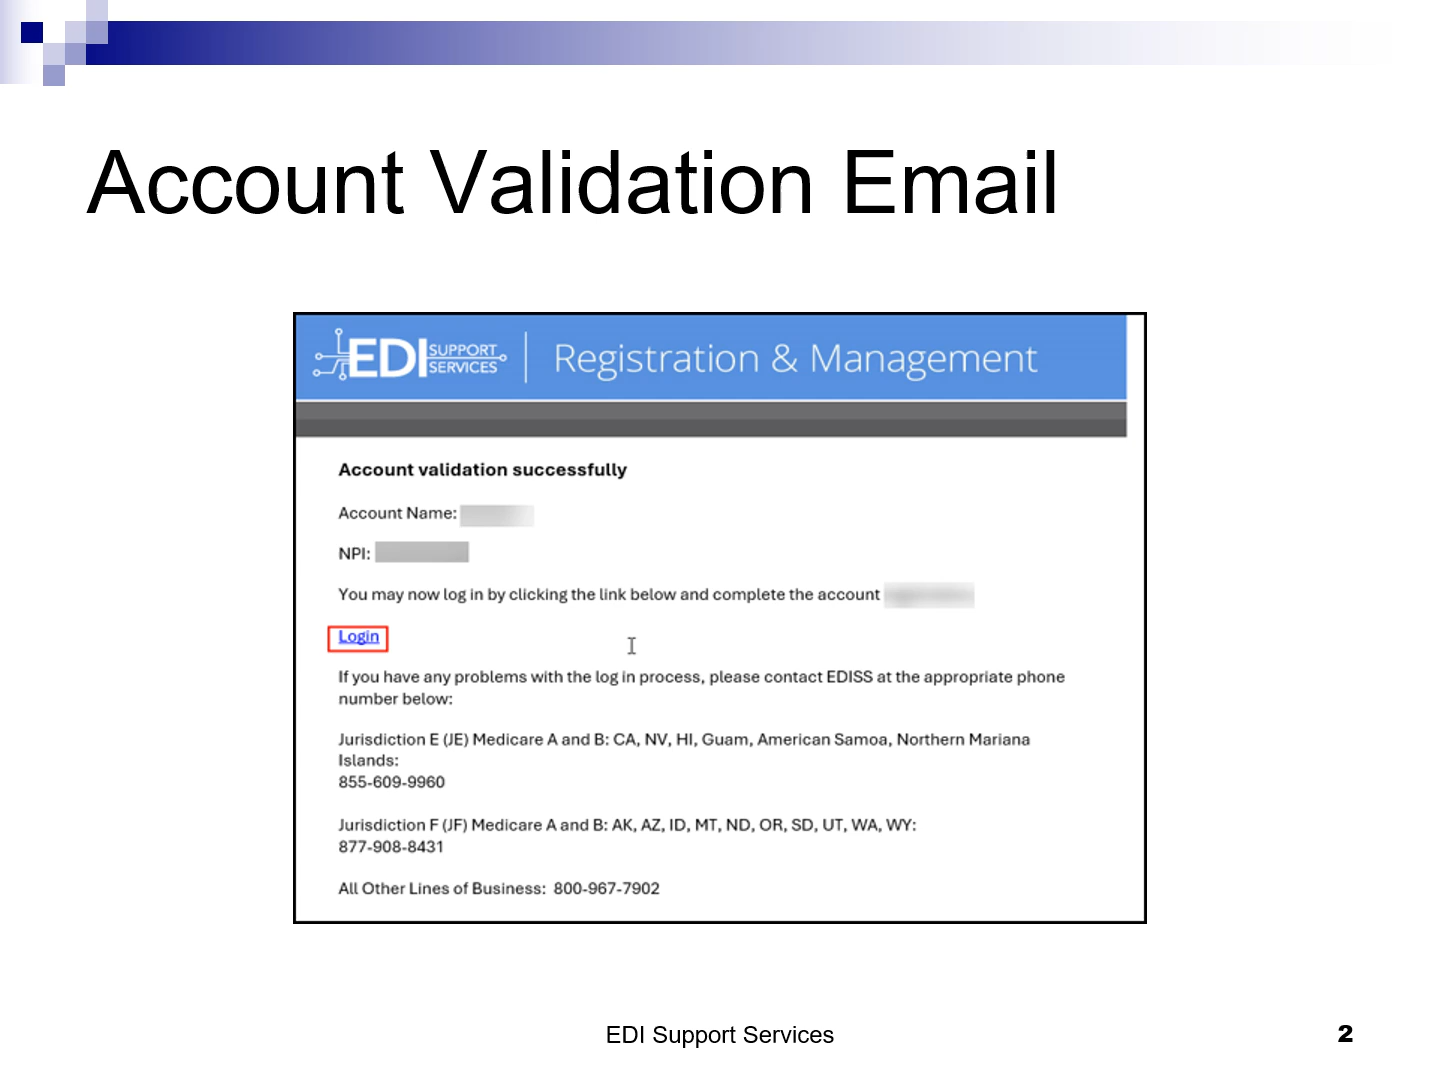 Account Validation Email
EDI SUPPORT SERVICES
Registration & Management
Account validation successfully
Account Name:
NPI:
You may now log in by clicking the link below and complete the account
Login
If you have any problems with the log in process, please contact EDISS at the appropriate phone
number below:
Jurisdiction E (JE) Medicare A and B: CA, NV, HI, Guam, American Samoa, Northern Mariana
Islands:
855-609-9960
Jurisdiction F (JF) Medicare A and B: AK, AZ, ID, MT, ND, OR, SD, UT, WA, WY:
877-908-8431
All Other Lines of Business: 800-967-7902
EDI Support Services
2